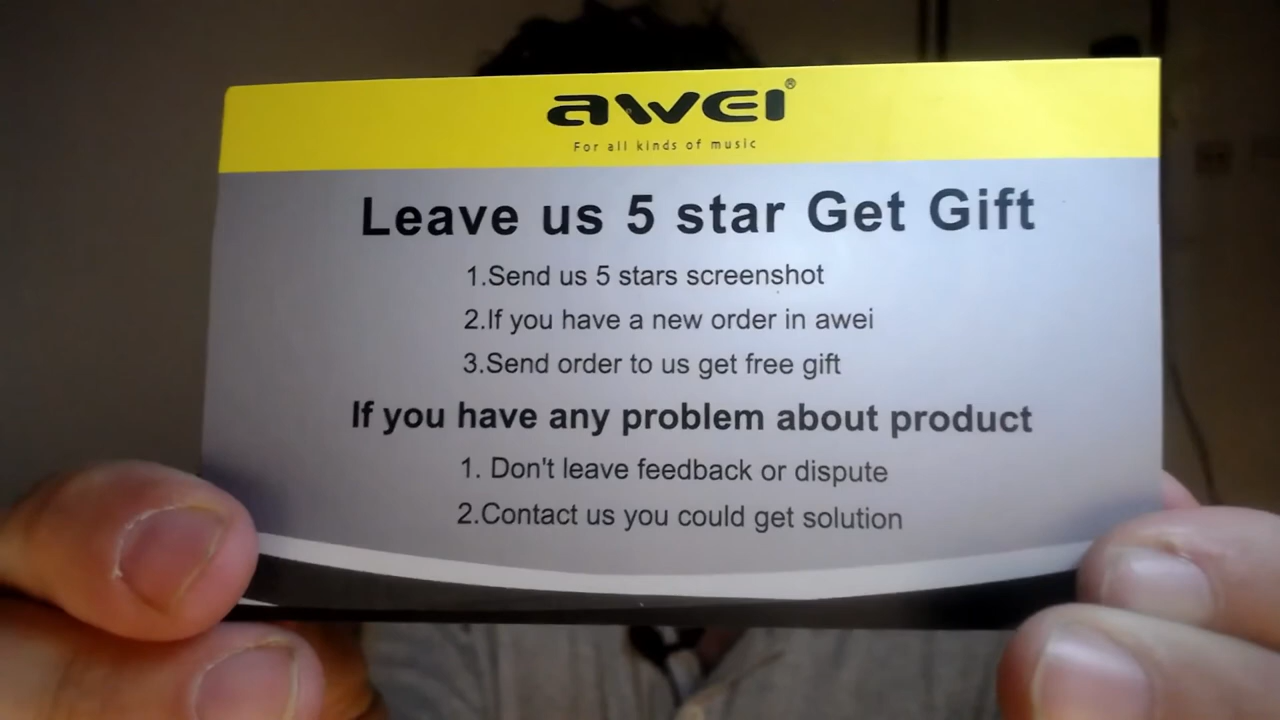 awei®
For all kinds of music
Leave us 5 star Get Gift
1.Send us 5 stars screenshot
2.If you have a new order in awei
3.Send order to us get free gift
If you have any problem about product
1. Don't leave feedback or dispute
2.Contact us you could get solution